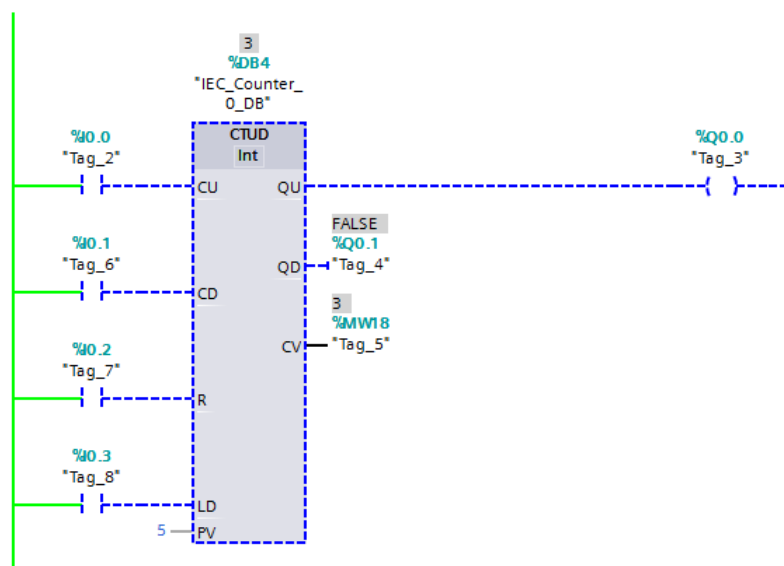 3
%DB4
"IEC_Counter_
0_DB"
CTUD
Int
%I0.0
"Tag_2"
CU
QU
%Q0.0
"Tag_3"
FALSE
%Q0.1
"Tag_4"
QD
%I0.1
"Tag_6"
CD
3
%MW18
"Tag_5"
CV
%I0.2
"Tag_7"
R
%I0.3
"Tag_8"
LD
5
PV